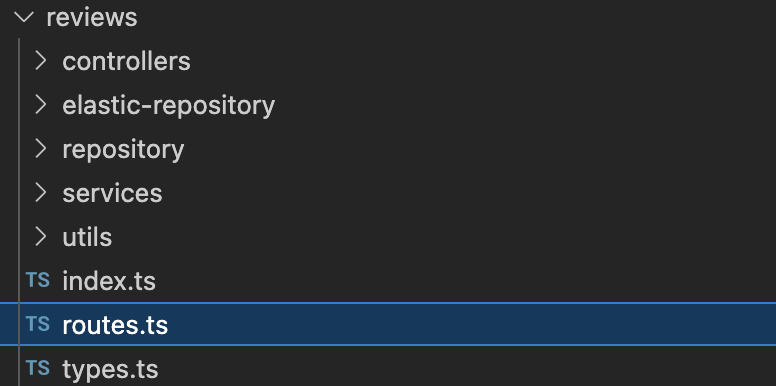 reviews
controllers
elastic-repository
repository
services
utils
TS index.ts
TS routes.ts
TS types.ts